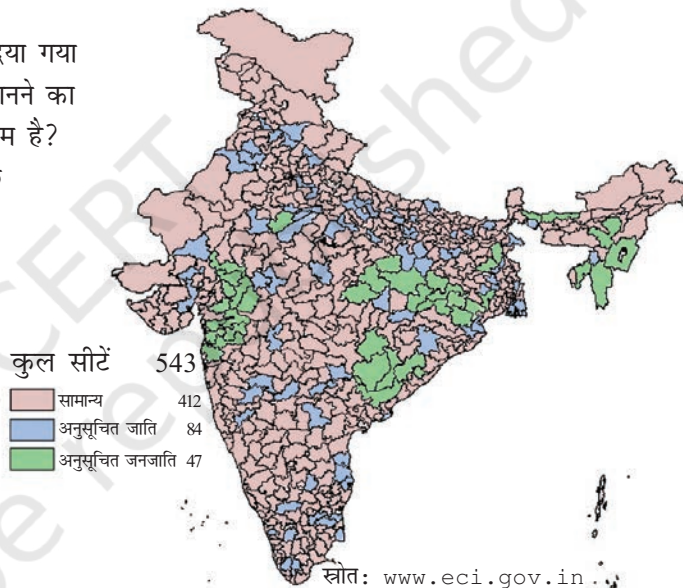 या गया
ानने का
म है?
कुल सीटें 543
सामान्य 412
अनुसूचित जाति 84
अनुसूचित जनजाति 47
स्रोत: www.eci.gov.in